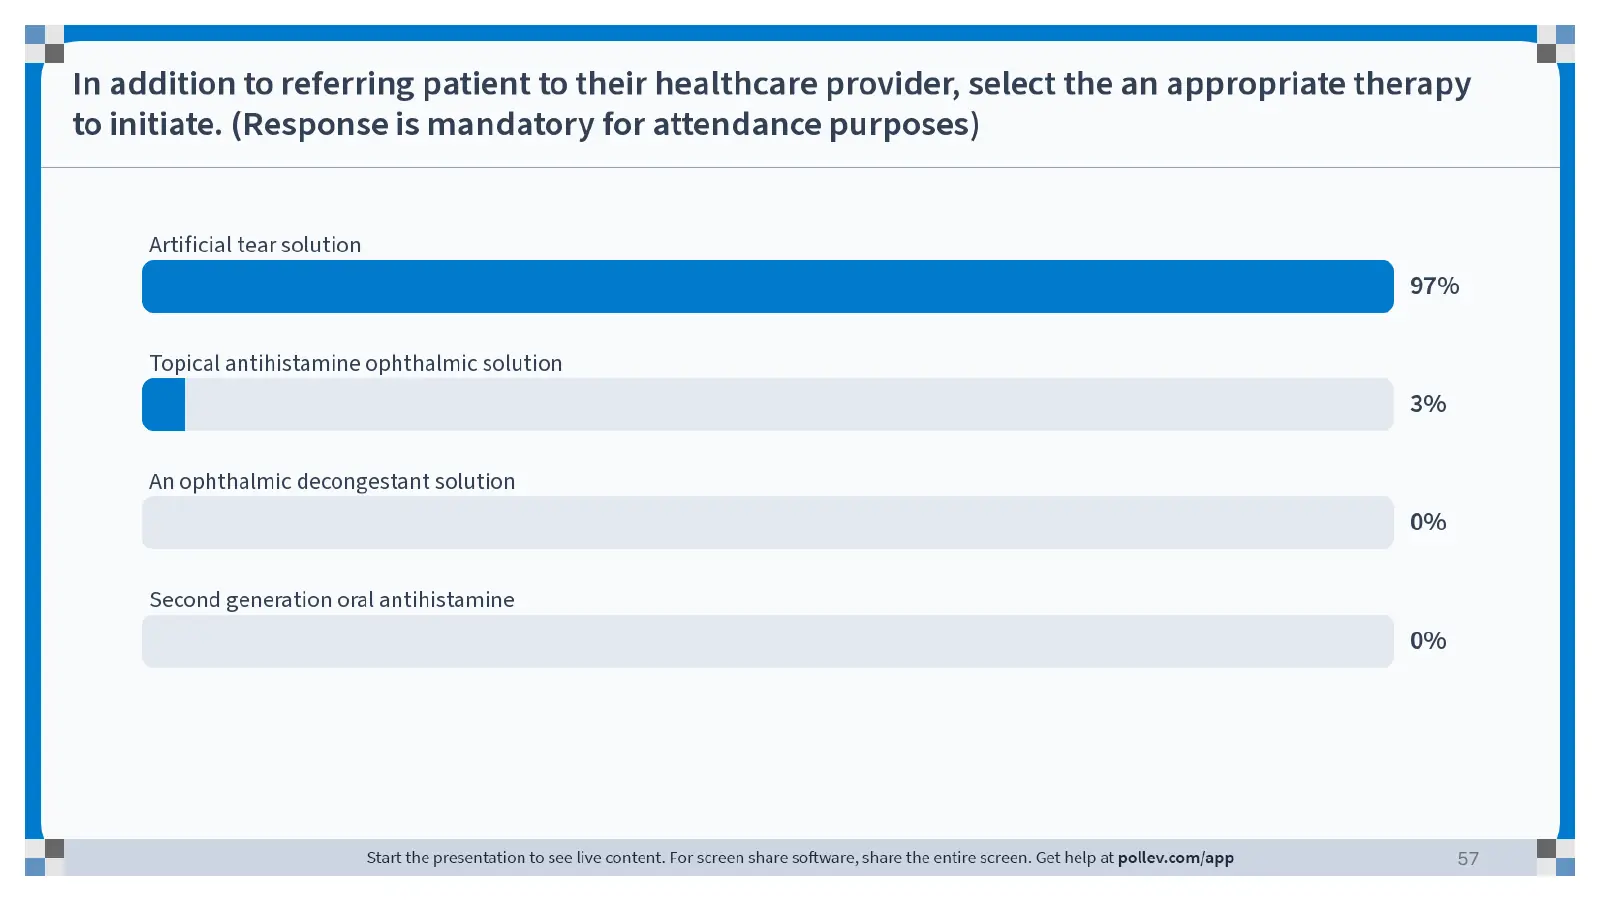 In addition to referring patient to their healthcare provider, select the an appropriate therapy
to initiate. (Response is mandatory for attendance purposes)
Artificial tear solution
97%
Topical antihistamine ophthalmic solution
3%
An ophthalmic decongestant solution
0%
Second generation oral antihistamine
0%
Start the presentation to see live content. For screen share software, share the entire screen. Get help at pollev.com/app
57